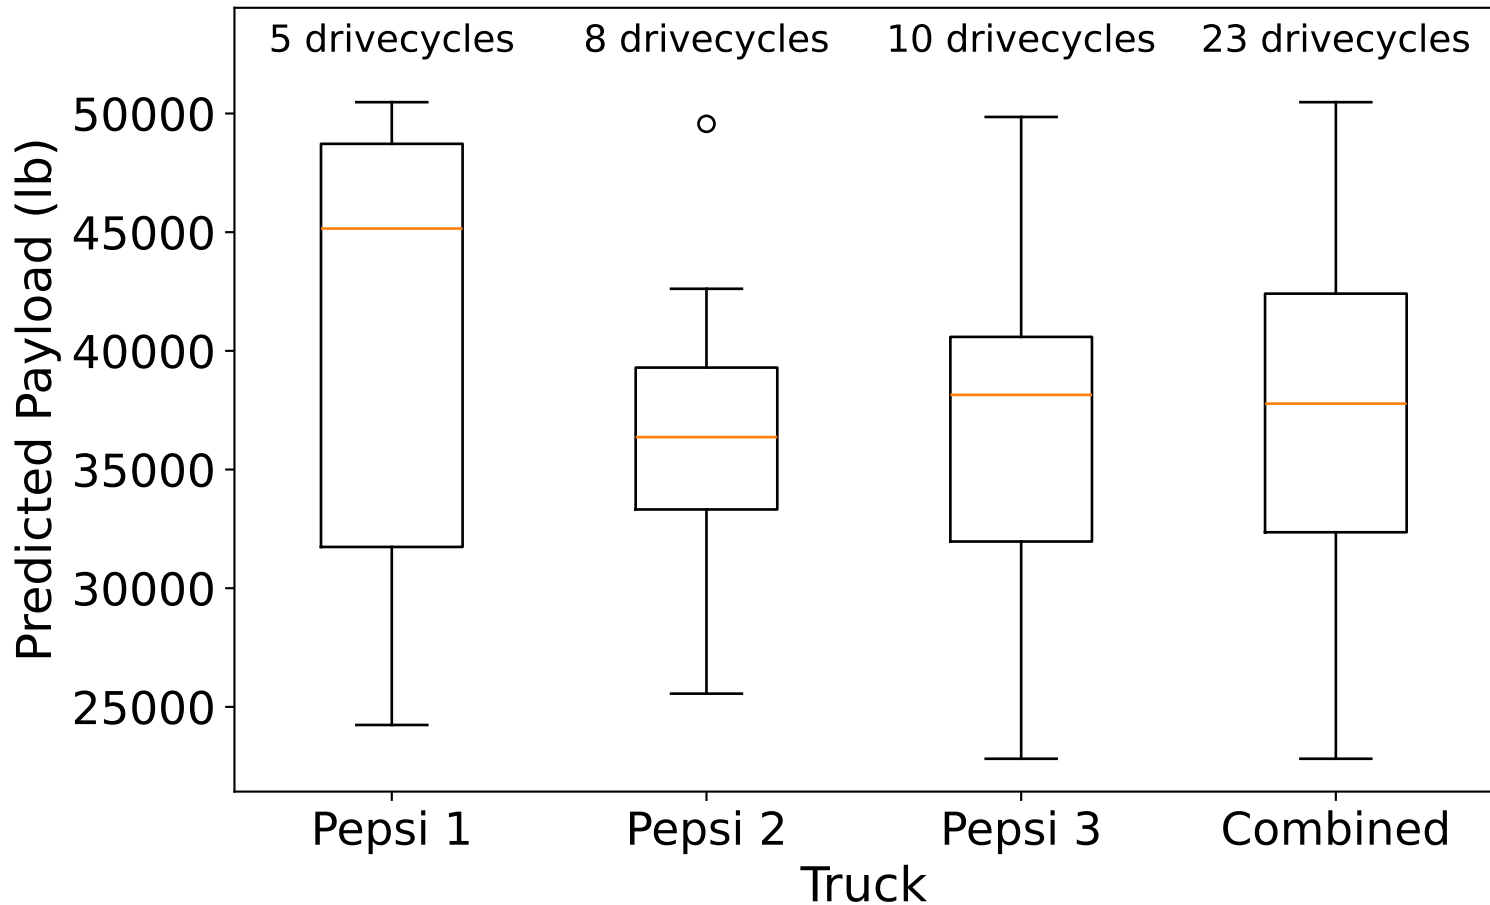 5 drivecycles 8 drivecycles 10 drivecycles 23 drivecycles
Predicted Payload (lb)
50000
45000
40000
35000
30000
25000
Pepsi 1 Pepsi 2 Pepsi 3 Combined
Truck